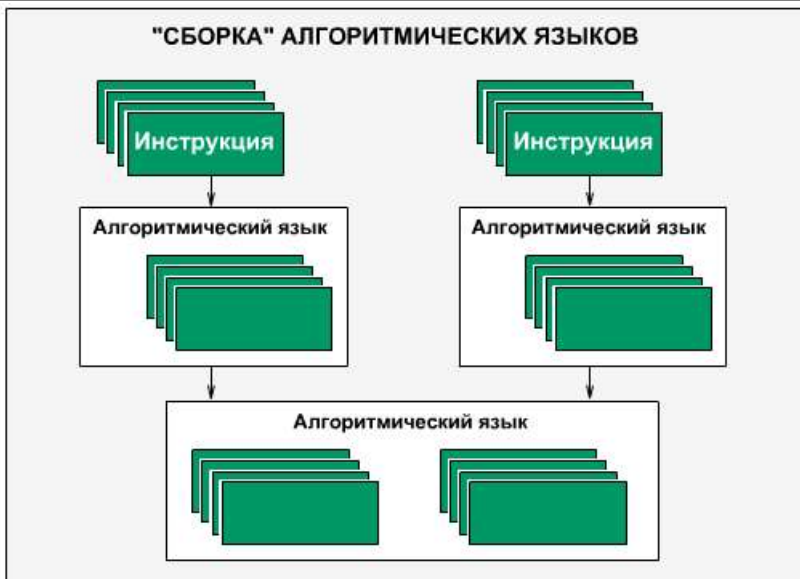 "СБОРКА" АЛГОРИТМИЧЕСКИХ ЯЗЫКОВ
Инструкция
Инструкция
Алгоритмический язык
Алгоритмический язык
Алгоритмический язык